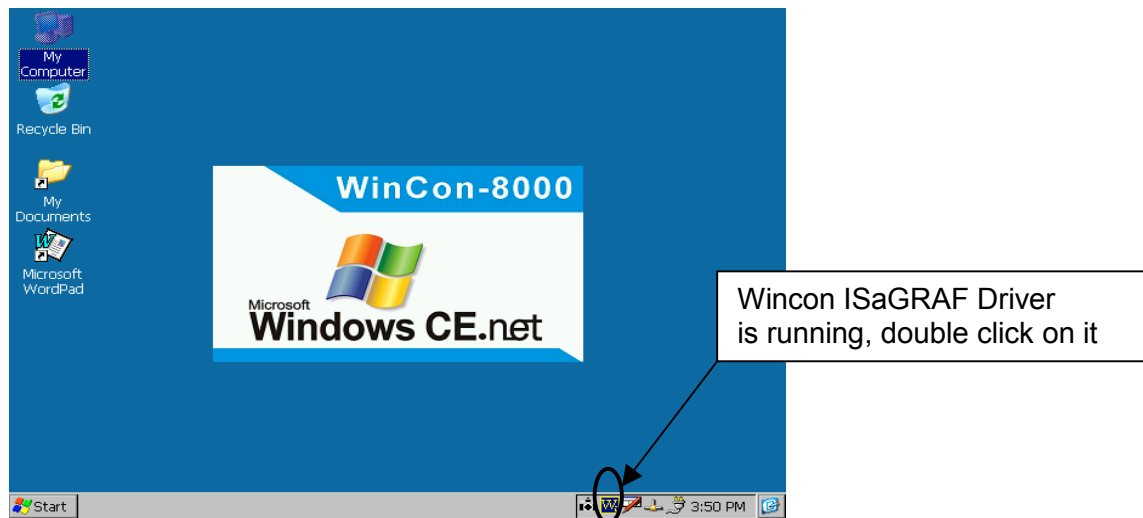 My
Computer
Recycle Bin
My
Documents
Microsoft
WordPad
WinCon-8000
Microsoft
Windows CE.net
Wincon ISaGRAF Driver
is running, double click on it
Start
W
3:50 PM